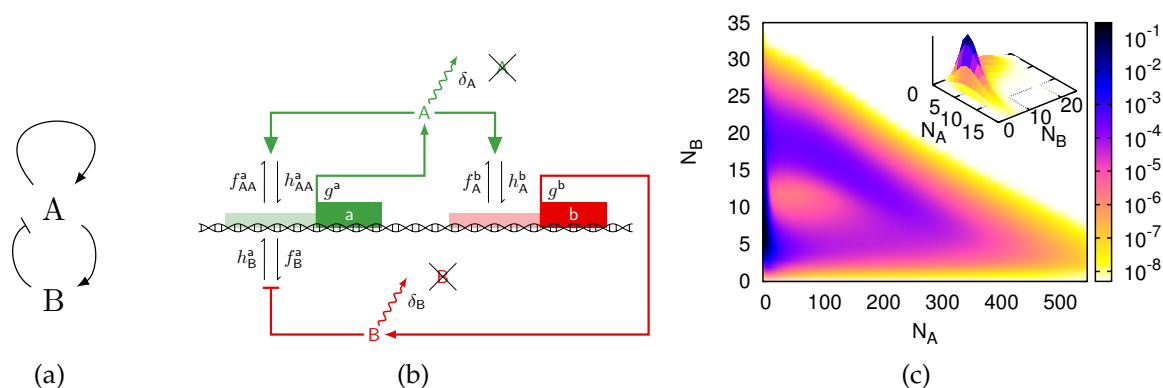 A
B
(a)
A
δA
A
f^a_AA
h^a_AA
g^a
a
f^b_A
h^b_A
g^b
b
h^a_B
f^a_B
B
δB
B
(b)
35
30
25
20
15
10
5
0
N_B
0
100
200
300
400
500
N_A
0
5
10
15
N_A
0
10
20
N_B
10^-1
10^-2
10^-3
10^-4
10^-5
10^-6
10^-7
10^-8
(c)